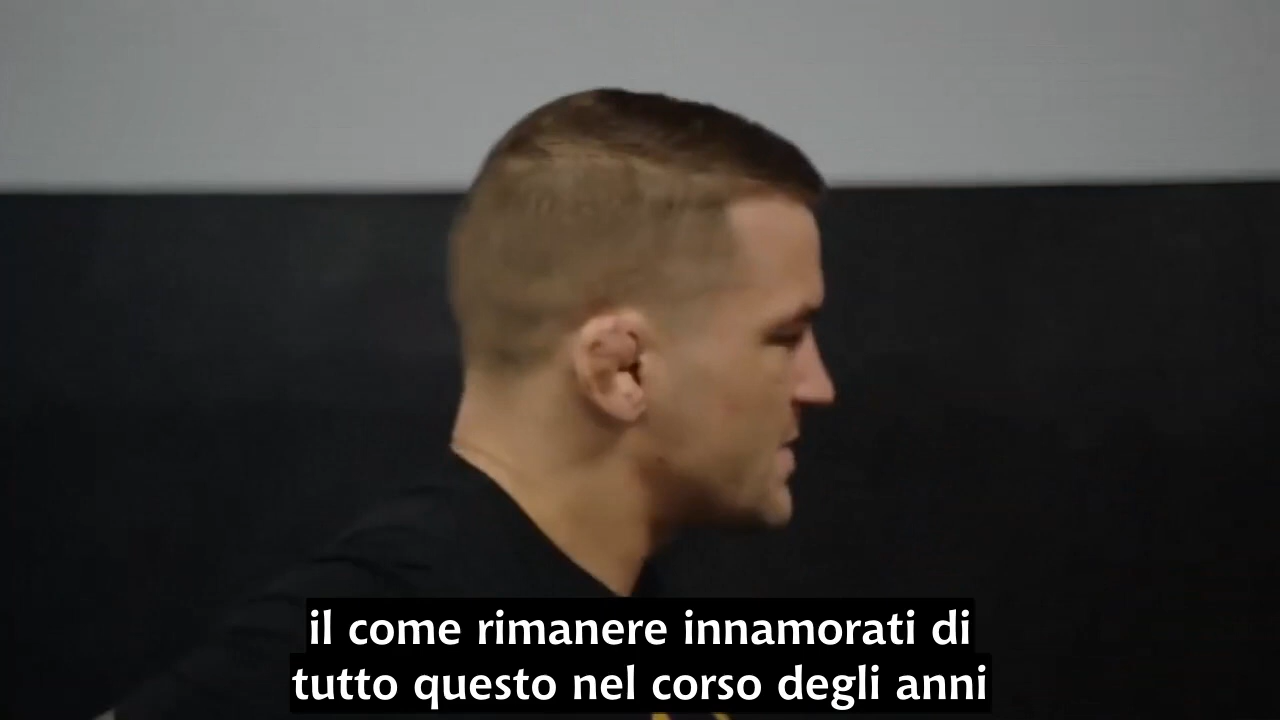 il come rimanere innamorati di
tutto questo nel corso degli anni